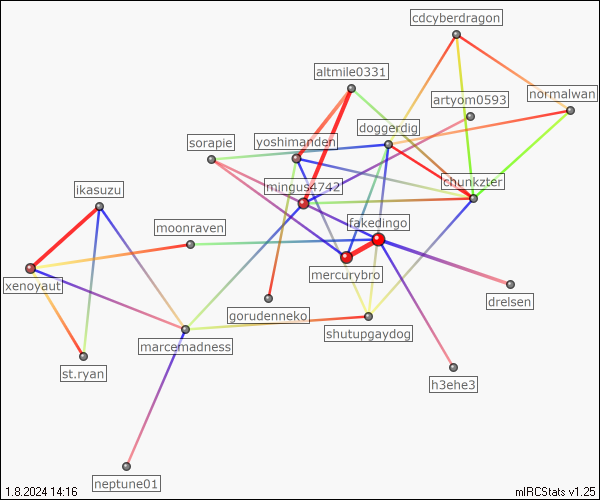 cdcyberdragon
altmile0331
normalwan
artyom0593
doggerdig
sorapie
yoshimanden
chunkzter
mingus4742
ikasuzu
fakedingo
moonraven
mercurybro
xenoyaut
drelsen
gorudenneko
shutupgaydog
marcemadness
st.ryan
h3ehe3
neptune01
1.8.2024 14:16
mIRCStats v1.25